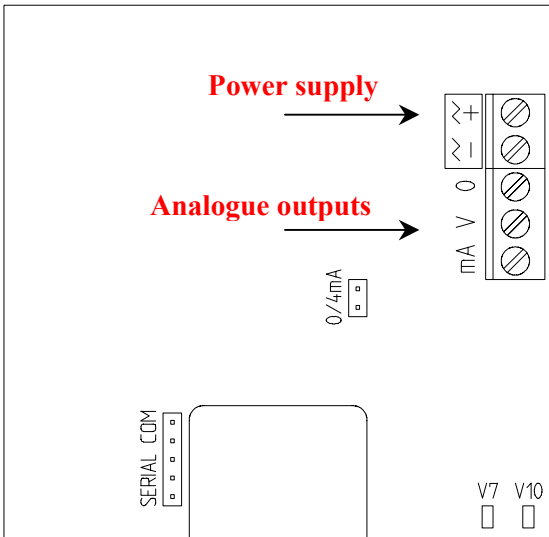 Power supply
~+
~-
Analogue outputs
0
V
mA
0/4mA
SERIAL COM
V7 V10